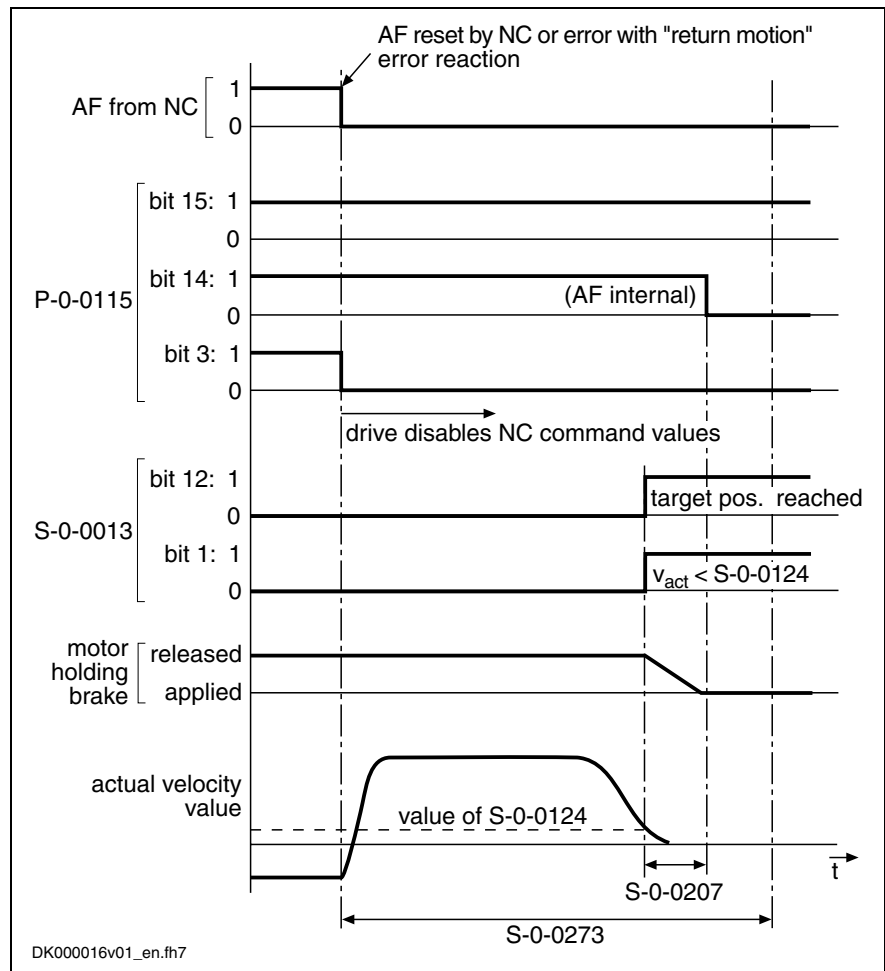 AF reset by NC or error with "return motion"
error reaction
AF from NC
1
0
P-0-0115
bit 15: 1
0
bit 14: 1
(AF internal)
0
bit 3: 1
0
drive disables NC command values
S-0-0013
bit 12: 1
target pos. reached
0
bit 1: 1
v_act < S-0-0124
0
motor
holding
brake
released
applied
actual velocity
value
value of S-0-0124
t
S-0-0207
S-0-0273
DK000016v01_en.fh7